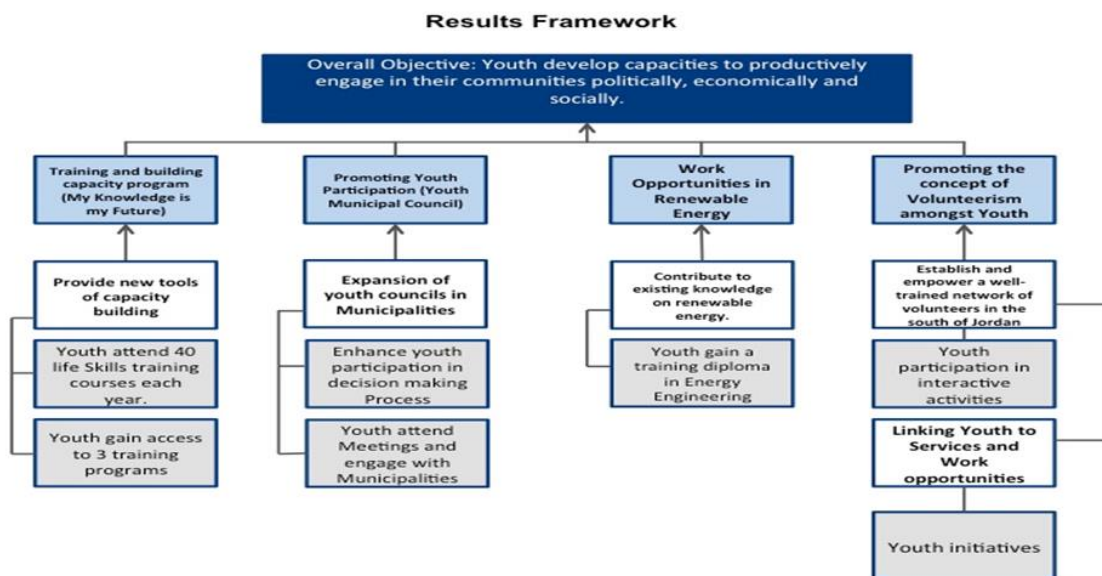 Results Framework
Overall Objective: Youth develop capacities to productively
engage in their communities politically, economically and
socially.
Training and building
capacity program
(My Knowledge is
my Future)
Promoting Youth
Participation (Youth
Municipal Council)
Work
Opportunities in
Renewable
Energy
Promoting the
concept of
Volunteerism
amongst Youth
Provide new tools
of capacity
building
Expansion of
youth councils in
Municipalities
Contribute to
existing knowledge
on renewable
energy.
Establish and
empower a well-
trained network of
volunteers in the
south of Jordan
Youth attend 40
life Skills training
courses each
year.
Enhance youth
participation in
decision making
Process
Youth gain a
training diploma
in Energy
Engineering
Youth
participation in
interactive
activities
Youth gain access
to 3 training
programs
Youth attend
Meetings and
engage with
Municipalities
Linking Youth to
Services and
Work
opportunities
Youth initiatives